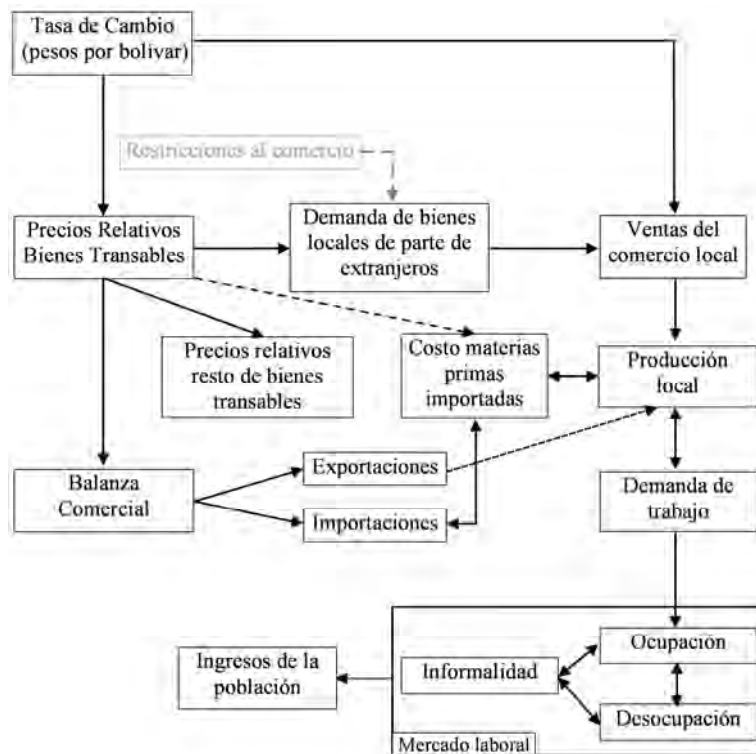 Tasa de Cambio
(pesos por bolivar)
Restricciones al comercio
Precios Relativos
Bienes Transables
Demanda de bienes
locales de parte de
extranjeros
Ventas del
comercio local
Precios relativos
resto de bienes
transables
Costo materias
primas
importadas
Producción
local
Balanza
Comercial
Exportaciones
Importaciones
Demanda de
trabajo
Ingresos de la
población
Informalidad
Ocupación
Desocupación
Mercado laboral